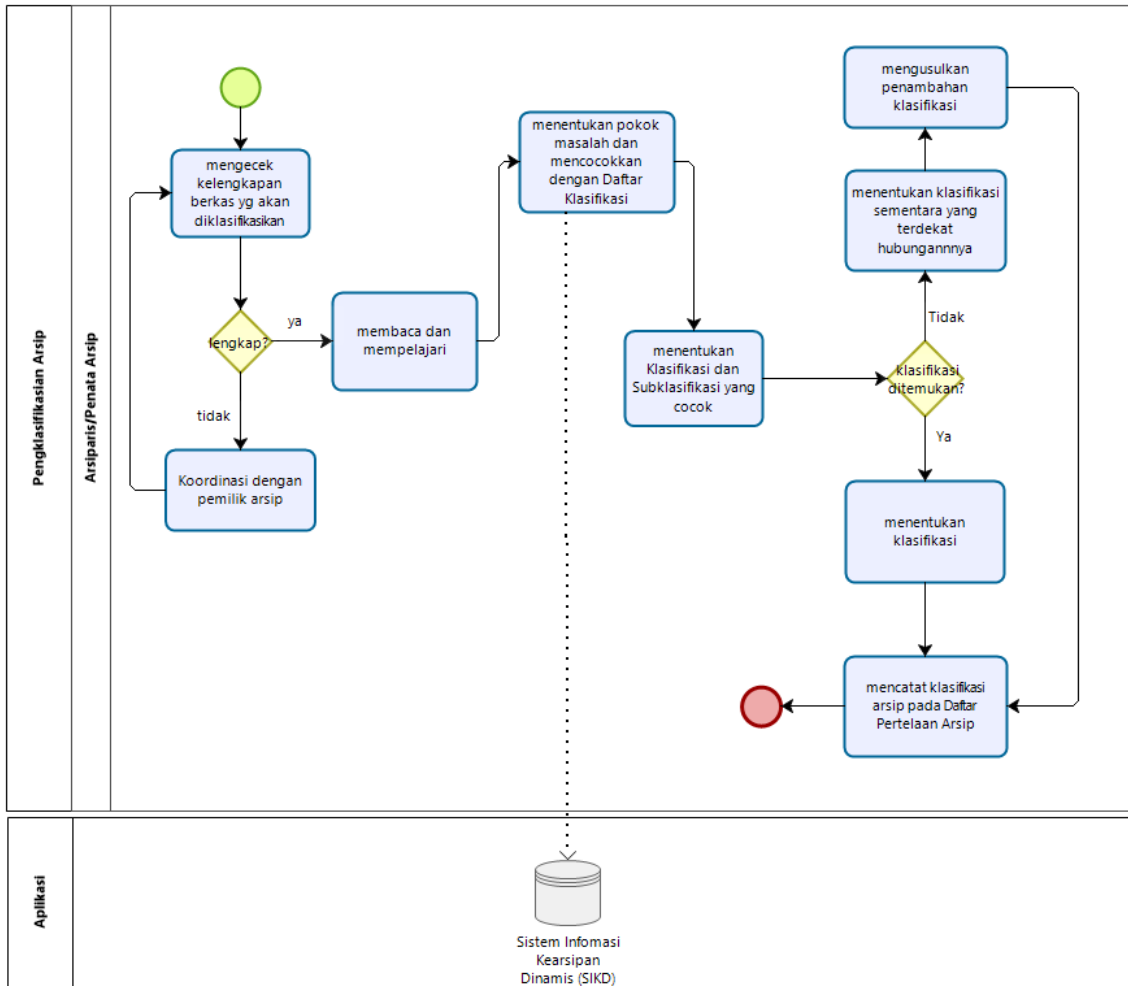 Pengklasifikasian Arsip
Arsiparis/Penata Arsip
mengecek
kelengkapan
berkas yg akan
diklasifikasikan
lengkap?
ya
tidak
Koordinasi dengan
pemilik arsip
membaca dan
mempelajari
menentukan pokok
masalah dan
mencocokkan
dengan Daftar
Klasifikasi
menentukan
Klasifikasi dan
Subklasifikasi yang
cocok
klasifikasi
ditemukan?
Tidak
Ya
menentukan klasifikasi
sementara yang
terdekat
hubungannnya
mengusulkan
penambahan
klasifikasi
menentukan
klasifikasi
mencatat klasifikasi
arsip pada Daftar
Pertelaan Arsip
Aplikasi
Sistem Infomasi
Kearsipan
Dinamis (SIKD)